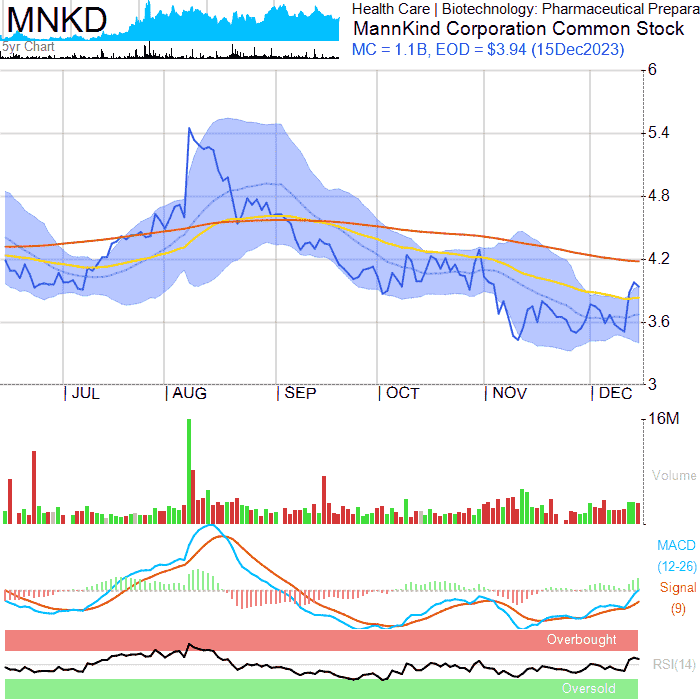 MNKD
5yr Chart
Health Care | Biotechnology: Pharmaceutical Prepara
MannKind Corporation Common Stock
MC = 1.1B, EOD = $3.94 (15Dec2023)
6
5.4
4.8
4.2
3.6
3
| JUL | AUG | SEP | OCT | NOV | DEC
16M
Volume
MACD
(12-26)
Signal
(9)
Overbought
RSI(14)
Oversold